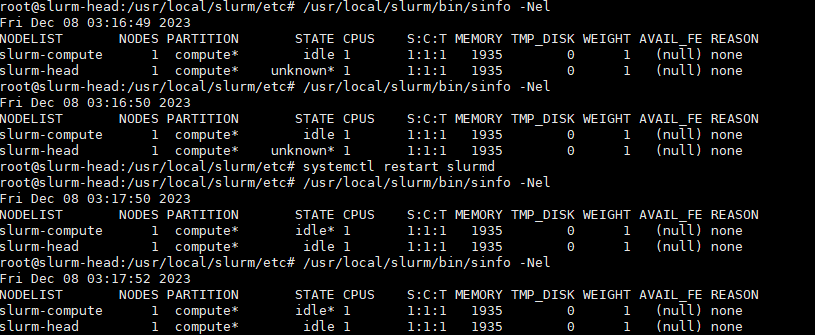 root@slurm-head:/usr/local/slurm/etc# /usr/local/slurm/bin/sinfo -Nel
Fri Dec 08 03:16:49 2023
NODELIST       NODES PARTITION       STATE CPUS    S:C:T MEMORY TMP_DISK WEIGHT AVAIL_FE REASON
slurm-compute      1  compute*        idle 1       1:1:1   1935        0      1   (null) none
slurm-head         1  compute*    unknown* 1       1:1:1   1935        0      1   (null) none
root@slurm-head:/usr/local/slurm/etc# /usr/local/slurm/bin/sinfo -Nel
Fri Dec 08 03:16:50 2023
NODELIST       NODES PARTITION       STATE CPUS    S:C:T MEMORY TMP_DISK WEIGHT AVAIL_FE REASON
slurm-compute      1  compute*        idle 1       1:1:1   1935        0      1   (null) none
slurm-head         1  compute*    unknown* 1       1:1:1   1935        0      1   (null) none
root@slurm-head:/usr/local/slurm/etc# systemctl restart slurmd
root@slurm-head:/usr/local/slurm/etc# /usr/local/slurm/bin/sinfo -Nel
Fri Dec 08 03:17:50 2023
NODELIST       NODES PARTITION       STATE CPUS    S:C:T MEMORY TMP_DISK WEIGHT AVAIL_FE REASON
slurm-compute      1  compute*       idle* 1       1:1:1   1935        0      1   (null) none
slurm-head         1  compute*        idle 1       1:1:1   1935        0      1   (null) none
root@slurm-head:/usr/local/slurm/etc# /usr/local/slurm/bin/sinfo -Nel
Fri Dec 08 03:17:52 2023
NODELIST       NODES PARTITION       STATE CPUS    S:C:T MEMORY TMP_DISK WEIGHT AVAIL_FE REASON
slurm-compute      1  compute*       idle* 1       1:1:1   1935        0      1   (null) none
slurm-head         1  compute*        idle 1       1:1:1   1935        0      1   (null) none